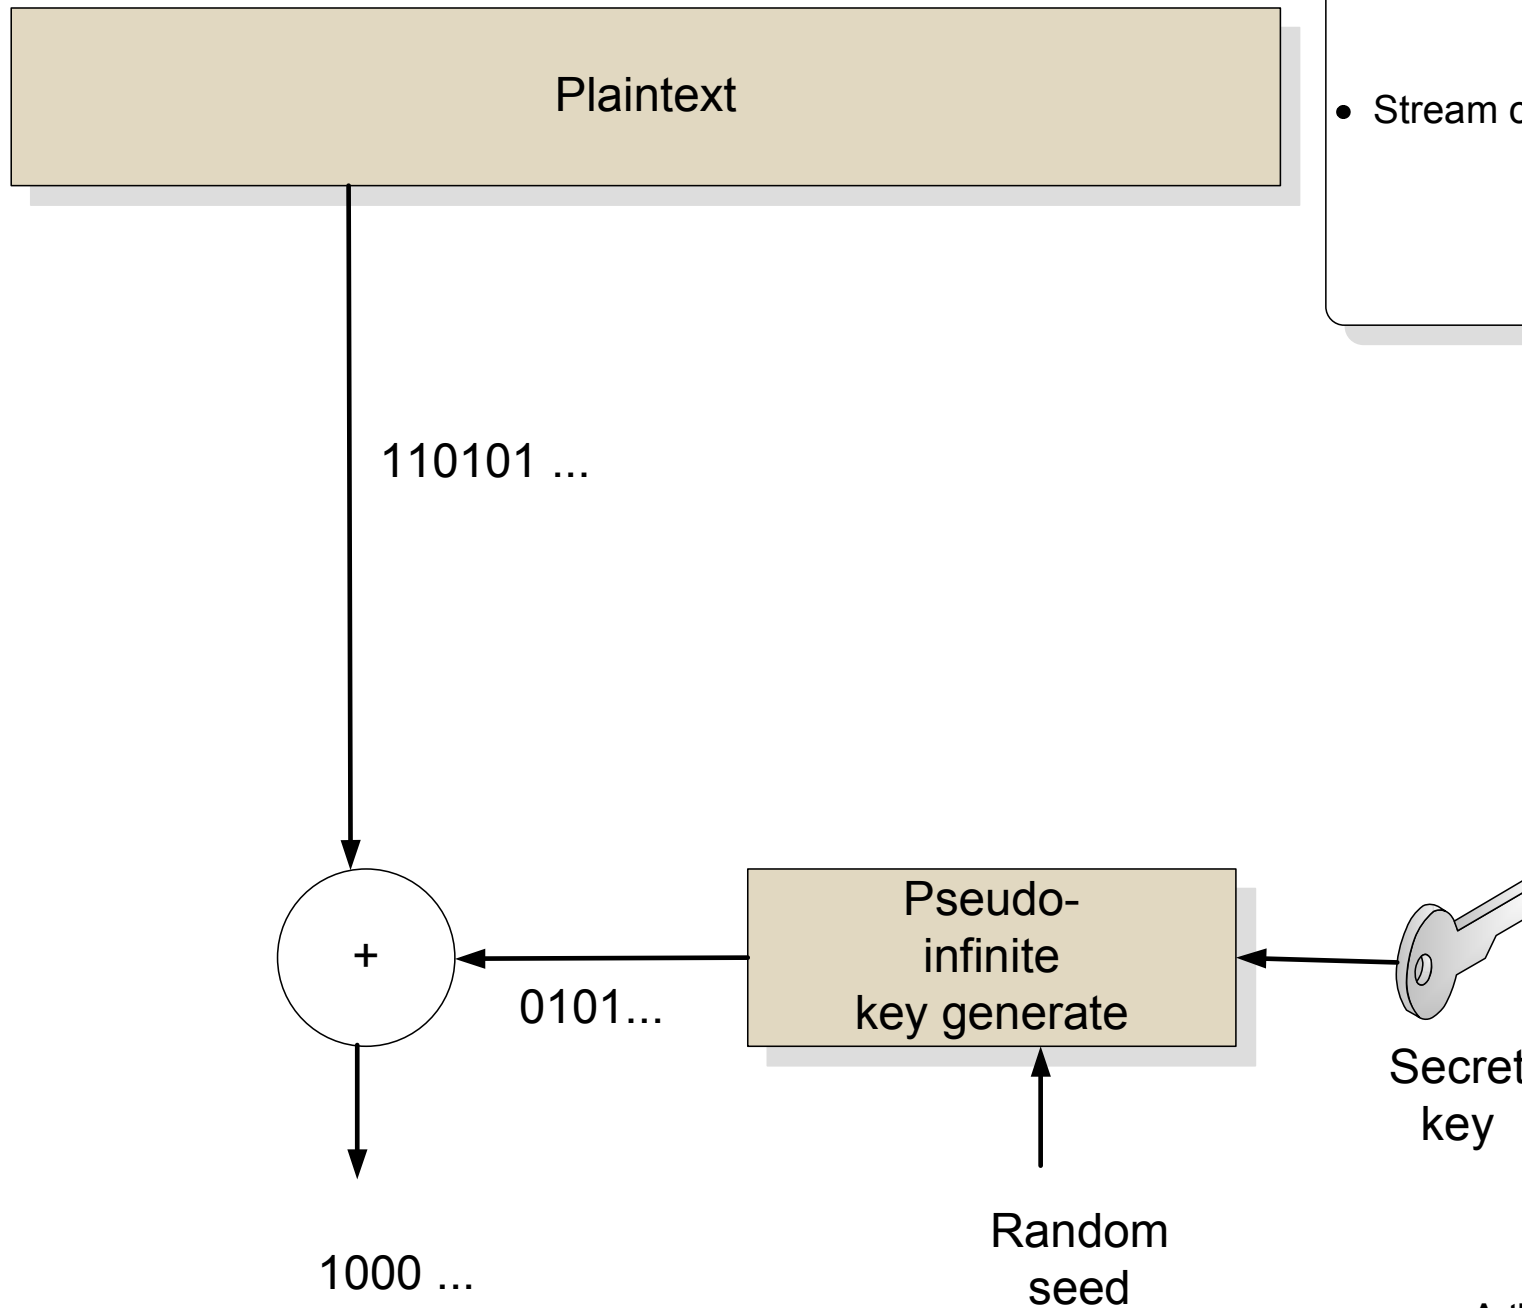 Plaintext
• Stream
110101 ...
+
0101...
Pseudo-
infinite
key generate
Secret
key
Random
seed
1000 ...